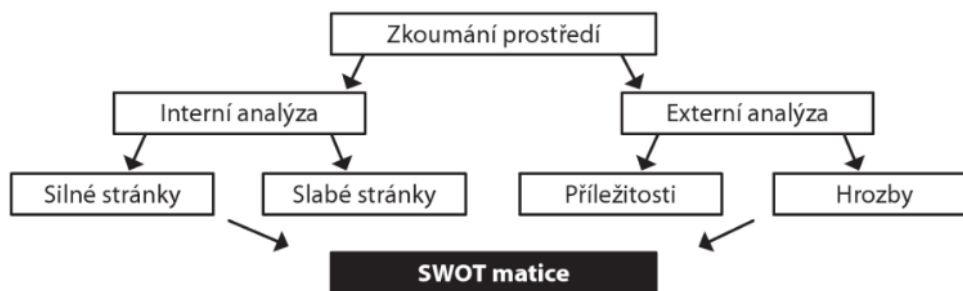 Zkoumání prostředí
Interní analýza
Externí analýza
Silné stránky
Slabé stránky
Příležitosti
Hrozby
SWOT matice